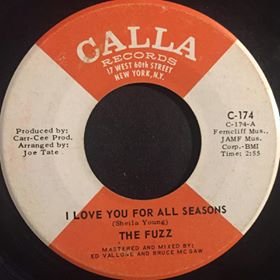 CALLA
RECORDS
17 WEST 60th STREET
NEW YORK, N.Y.
Produced by:
Carr-Cee Prod.
Arranged by:
Joe Tate
C-174
C-174-A
Ferncliff Mus.,
JAMF Mus.
Corp.-BMI
Time: 2:55
I LOVE YOU FOR ALL SEASONS
(Sheila Young)
THE FUZZ
MASTERED AND MIXED BY:
ED VALLONE AND BRUCE McGAW